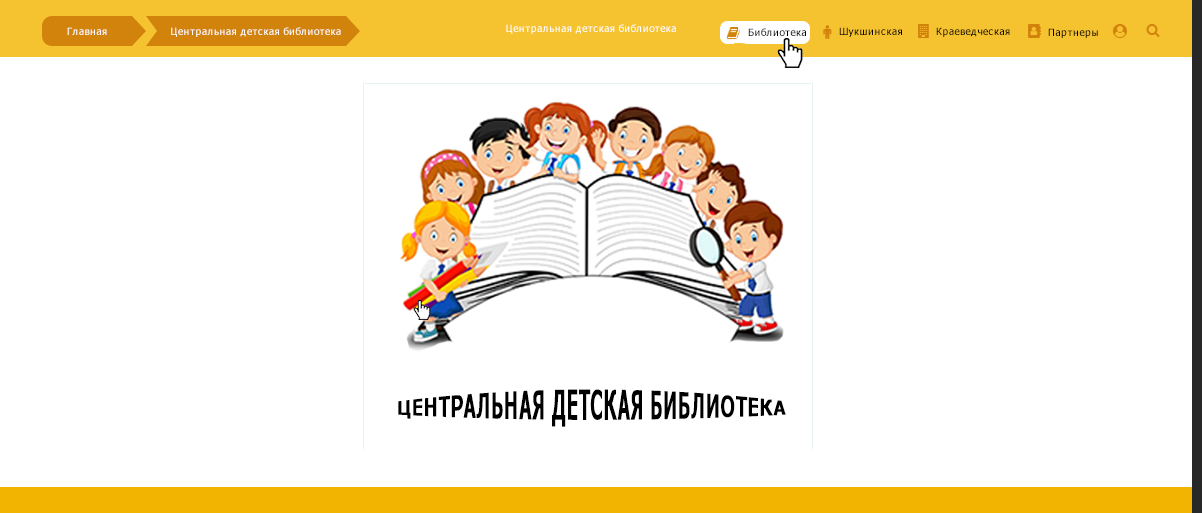 Главная
Центральная детская библиотека
Центральная детская библиотека
Библиотека
Шукшинская
Краеведческая
Партнеры
ЦЕНТРАЛЬНАЯ ДЕТСКАЯ БИБЛИОТЕКА